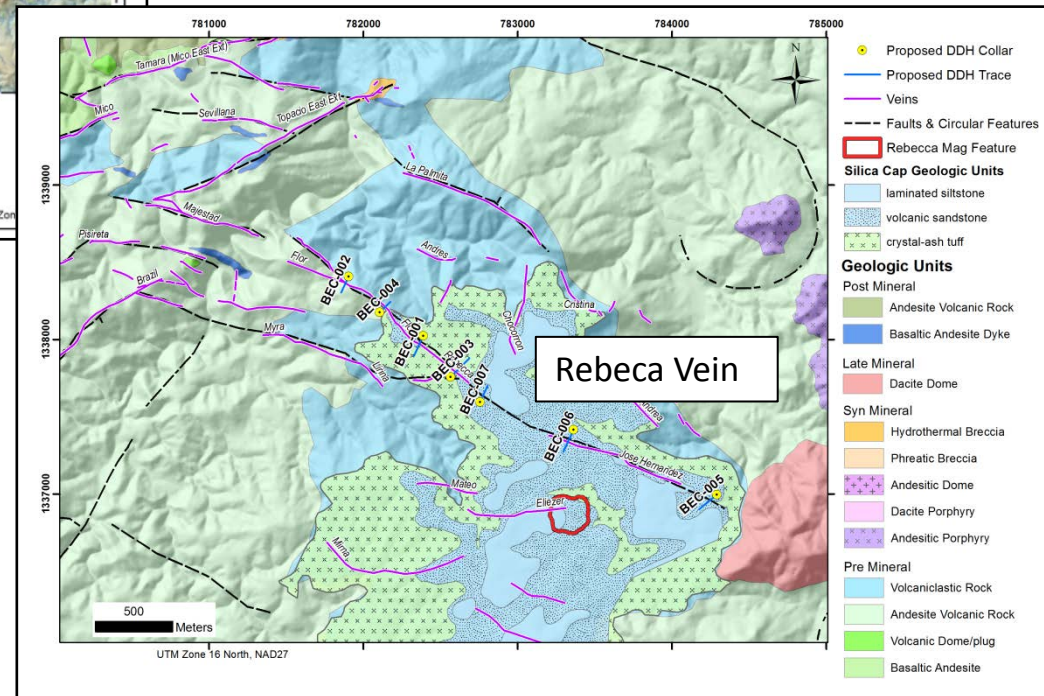 781000
782000
783000
784000
785000
1339000
1338000
1337000
N
Tamara (Mico East Ext)
Mico
Sevillana
Topacio East Ext
La Palmita
Majestad
Pisireta
Flor
Andres
Brazil
BEC-002
BEC-004
Cristina
Chocorron
Myra
BEC-001
BEC-003
Linna
BEC-007
Rebeca Vein
BEC-006
Jose Hernandez
BEC-005
Mateo
Eliezer
Mirna
500
Meters
UTM Zone 16 North, NAD27
Zon
Proposed DDH Collar
Proposed DDH Trace
Veins
Faults & Circular Features
Rebecca Mag Feature
Silica Cap Geologic Units
laminated siltstone
volcanic sandstone
crystal-ash tuff
Geologic Units
Post Mineral
Andesite Volcanic Rock
Basaltic Andesite Dyke
Late Mineral
Dacite Dome
Syn Mineral
Hydrothermal Breccia
Phreatic Breccia
Andesitic Dome
Dacite Porphyry
Andesitic Porphyry
Pre Mineral
Volcaniclastic Rock
Andesite Volcanic Rock
Volcanic Dome/plug
Basaltic Andesite